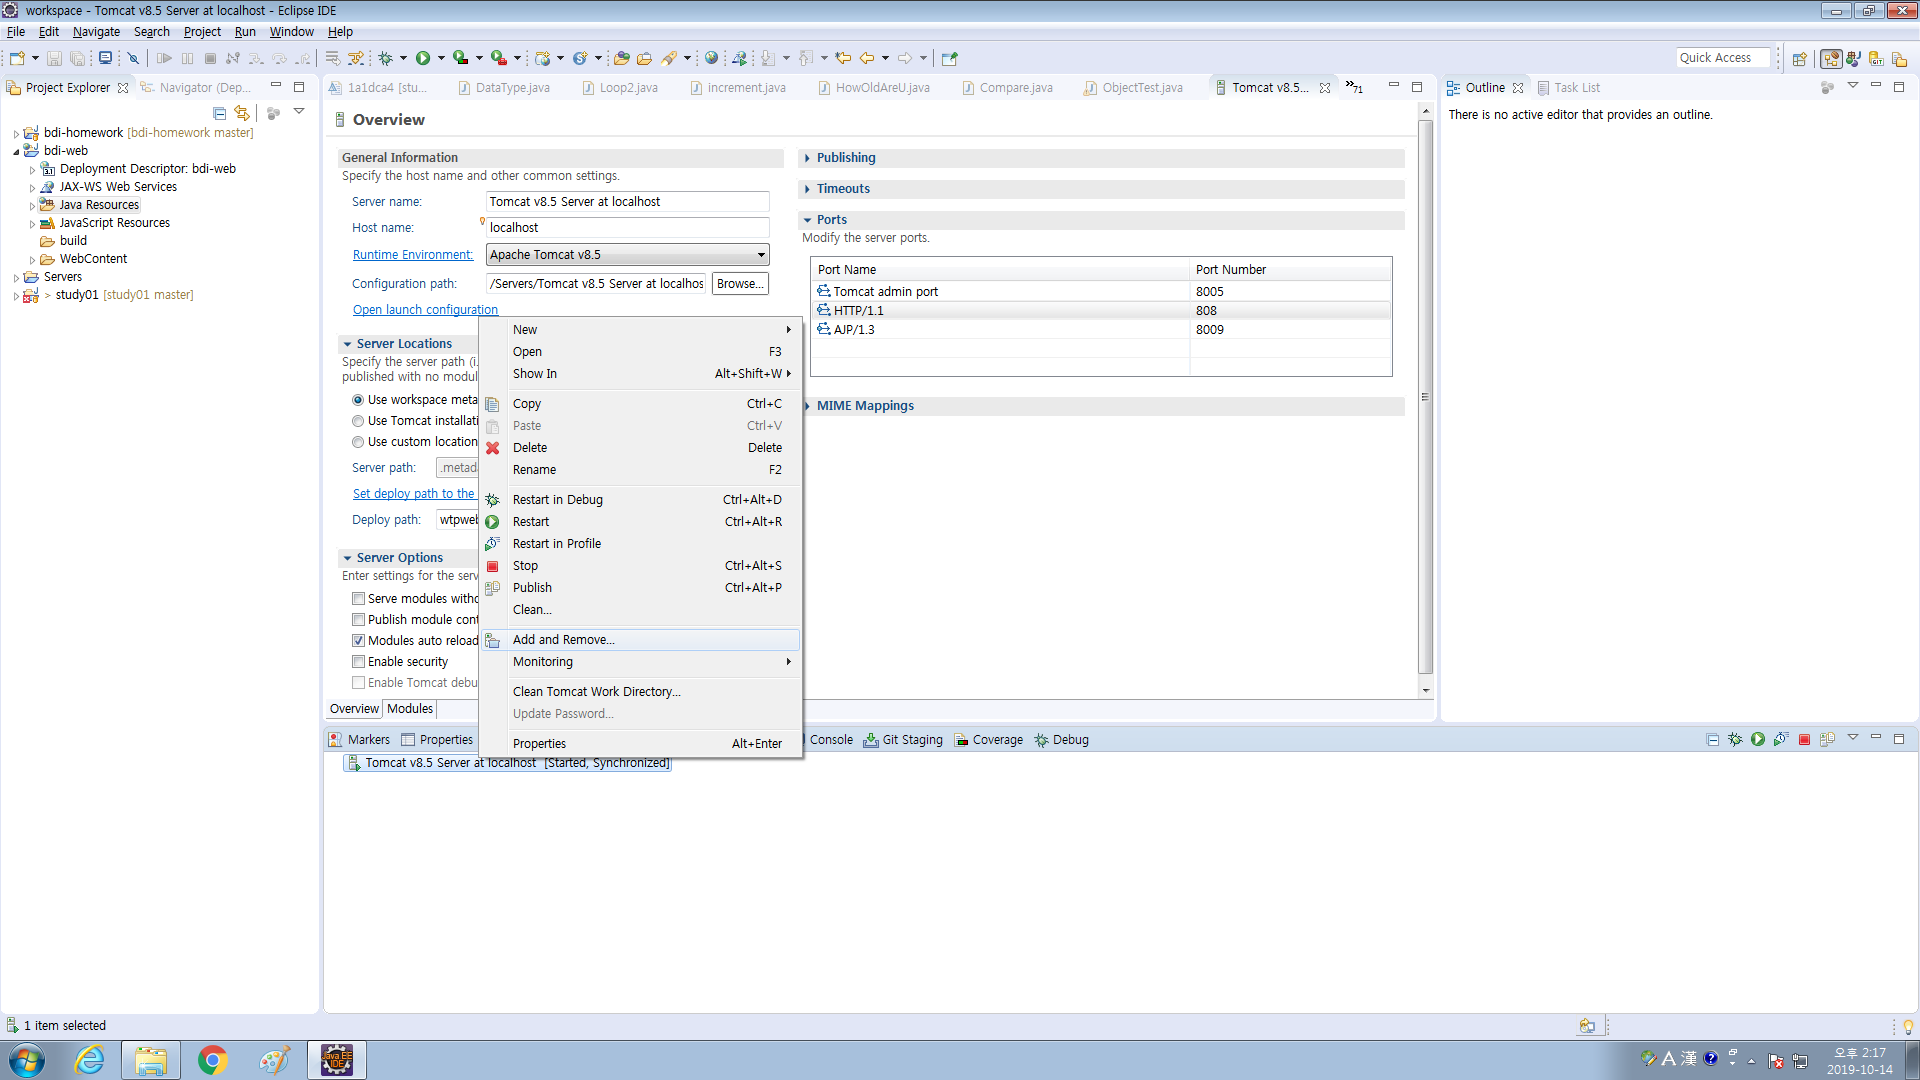 workspace - Tomcat v8.5 Server at localhost - Eclipse IDE
File Edit Navigate Search Project Run Window Help
Quick Access
Project Explorer
Navigator (Dep...
1a1dca4 [stu...
DataType.java
Loop2.java
increment.java
HowOldAreU.java
Compare.java
ObjectTest.java
Tomcat v8.5...
»71
Outline
Task List
bdi-homework [bdi-homework master]
bdi-web
Deployment Descriptor: bdi-web
JAX-WS Web Services
Java Resources
JavaScript Resources
build
WebContent
Servers
> study01 [study01 master]
Overview
General Information
Specify the host name and other common settings.
Server name: Tomcat v8.5 Server at localhost
Host name: localhost
Runtime Environment: Apache Tomcat v8.5
Configuration path: /Servers/Tomcat v8.5 Server at localhos Browse...
Open launch configuration
Server Locations
Specify the server path (i.
published with no modul
Use workspace meta
Use Tomcat installati
Use custom location
Server path: .metada
Set deploy path to the
Deploy path: wtpweb
Server Options
Enter settings for the serv
Serve modules witho
Publish module cont
Modules auto reload
Enable security
Enable Tomcat debu
Overview Modules
New
Open F3
Show In Alt+Shift+W
Copy Ctrl+C
Paste Ctrl+V
Delete Delete
Rename F2
Restart in Debug Ctrl+Alt+D
Restart Ctrl+Alt+R
Restart in Profile
Stop Ctrl+Alt+S
Publish Ctrl+Alt+P
Clean...
Add and Remove...
Monitoring
Clean Tomcat Work Directory...
Update Password...
Properties Alt+Enter
Publishing
Timeouts
Ports
Modify the server ports.
Port Name Port Number
Tomcat admin port 8005
HTTP/1.1 808
AJP/1.3 8009
MIME Mappings
There is no active editor that provides an outline.
Markers
Properties
Console
Git Staging
Coverage
Debug
Tomcat v8.5 Server at localhost [Started, Synchronized]
1 item selected
Java EE
IDE
A 漢
오후 2:17
2019-10-14